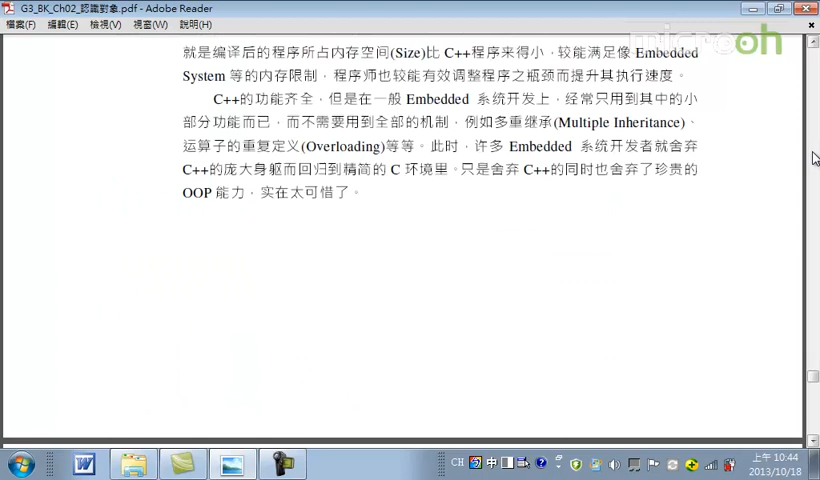 G3_BK_Ch02_認識對象.pdf - Adobe Reader
檔案(F) 編輯(E) 檢視(V) 視窗(W) 說明(H)
microoh
就是编译后的程序所占内存空间(Size)比 C++程序来得小，较能满足像 Embedded
System 等的内存限制，程序师也较能有效调整程序之瓶颈而提升其执行速度。
C++的功能齐全，但是在一般 Embedded 系统开发上，经常只用到其中的小
部分功能而已，而不需要用到全部的机制，例如多重继承(Multiple Inheritance)、
运算子的重复定义(Overloading)等等。此时，许多 Embedded 系统开发者就舍弃
C++的庞大身躯而回归到精简的 C 环境里。只是舍弃 C++的同时也舍弃了珍贵的
OOP 能力，实在太可惜了。
CH 中
上午 10:44
2013/10/18